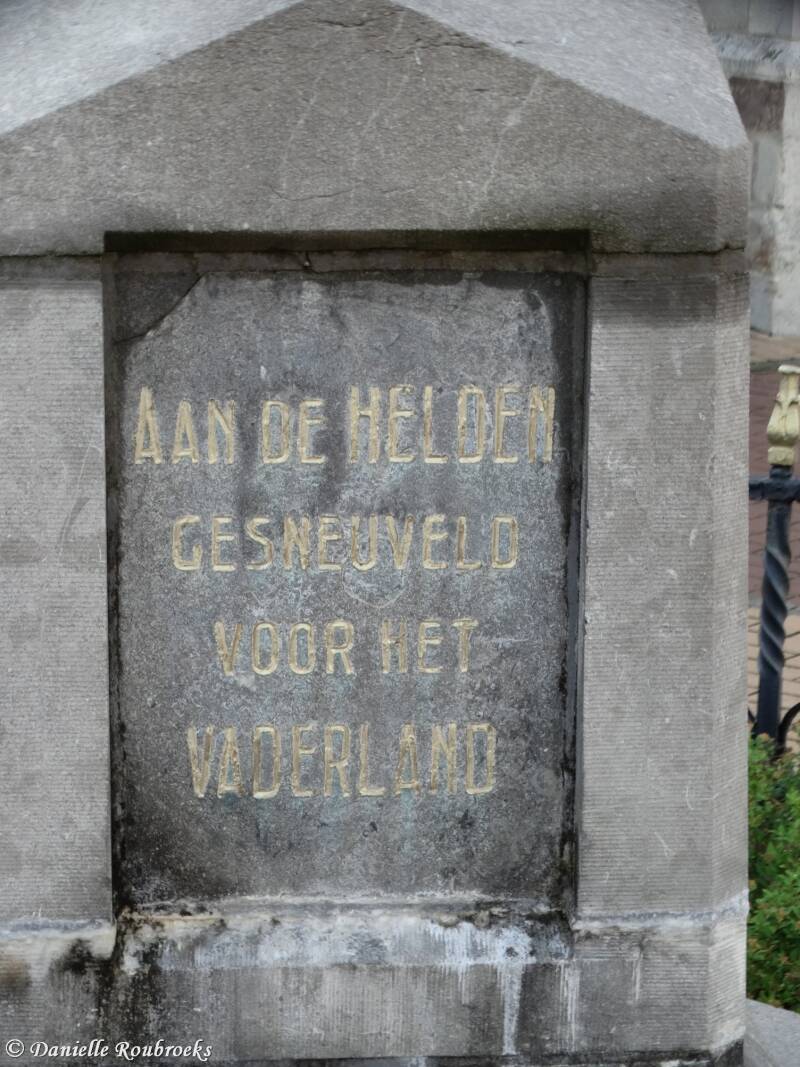 AAN DE HELDEN
GESNEUVELD
VOOR HET
VADERLAND
© Danielle Roubroeks